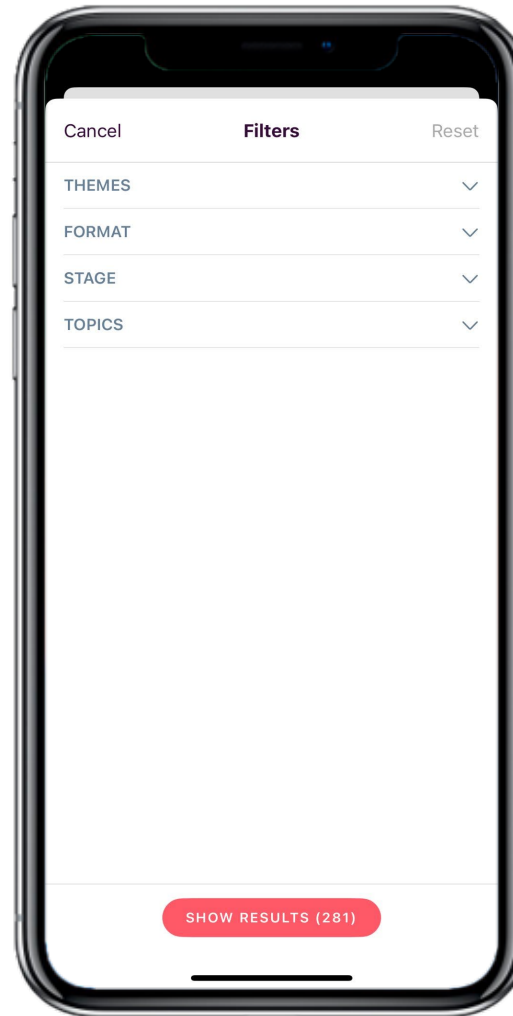 Cancel Filters Reset
THEMES
FORMAT
STAGE
TOPICS
SHOW RESULTS (281)